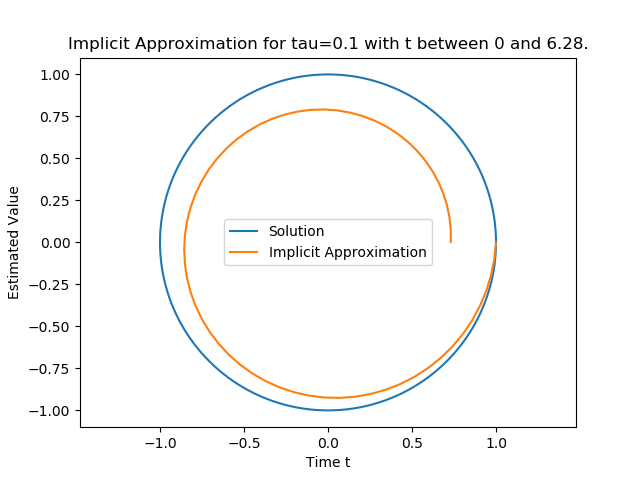 Implicit Approximation for tau=0.1 with t between 0 and 6.28.
1.00
0.75
0.50
0.25
0.00
−0.25
−0.50
−0.75
−1.00
Estimated Value
Solution
Implicit Approximation
−1.0 −0.5 0.0 0.5 1.0
Time t